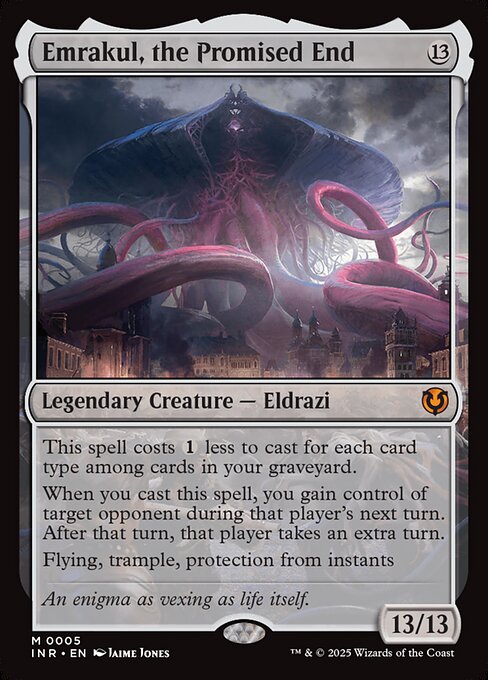 Emrakul, the Promised End 13
Legendary Creature — Eldrazi
This spell costs 1 less to cast for each card
type among cards in your graveyard.
When you cast this spell, you gain control of
target opponent during that player's next turn.
After that turn, that player takes an extra turn.
Flying, trample, protection from instants
An enigma as vexing as life itself.
13/13
M 0005
INR • EN Jaime Jones
™ & © 2025 Wizards of the Coast